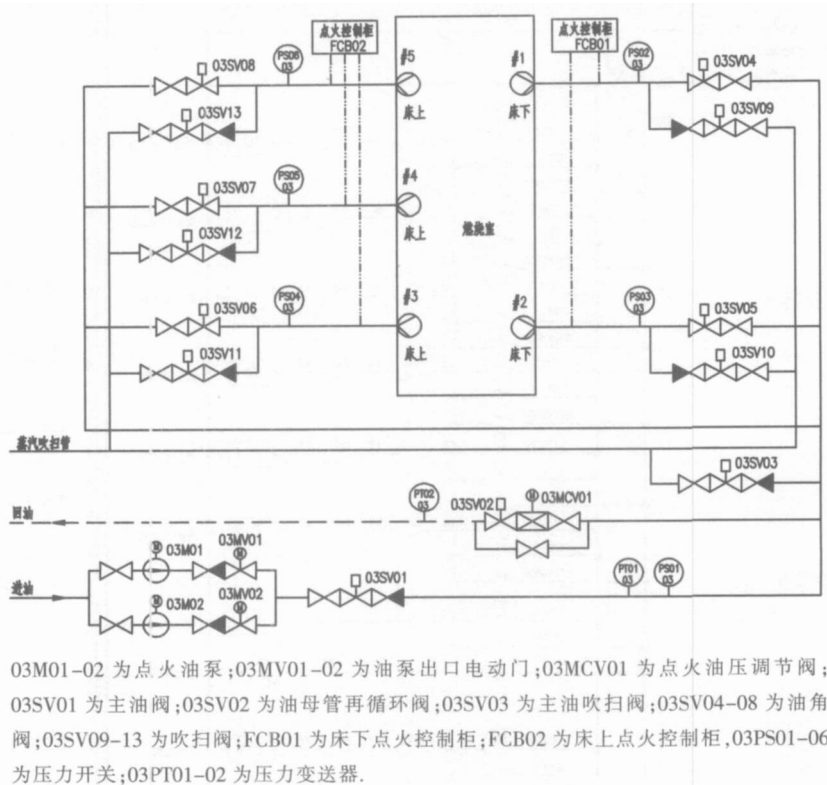 点火控制柜
FCB02
点火控制柜
FCB01
03SV08
PS06
03
#5
#1
PS02
03
03SV04
03SV13
床上
床下
03SV09
03SV07
PS05
03
#4
03SV12
床上
燃烧室
03SV06
PS04
03
#3
#2
PS03
03
03SV05
03SV11
床上
床下
03SV10
蒸汽吹扫管
03SV03
PT02
03
03SV02
03MCV01
回油
03M01
03MV01
进油
03M02
03MV02
03SV01
PT01
03
PS01
03
03M01-02 为点火油泵;03MV01-02 为油泵出口电动门;03MCV01 为点火油压调节阀;
03SV01 为主油阀;03SV02 为油母管再循环阀;03SV03 为主油吹扫阀;03SV04-08 为油角
阀;03SV09-13 为吹扫阀;FCB01 为床下点火控制柜;FCB02 为床上点火控制柜,03PS01-06
为压力开关;03PT01-02 为压力变送器.